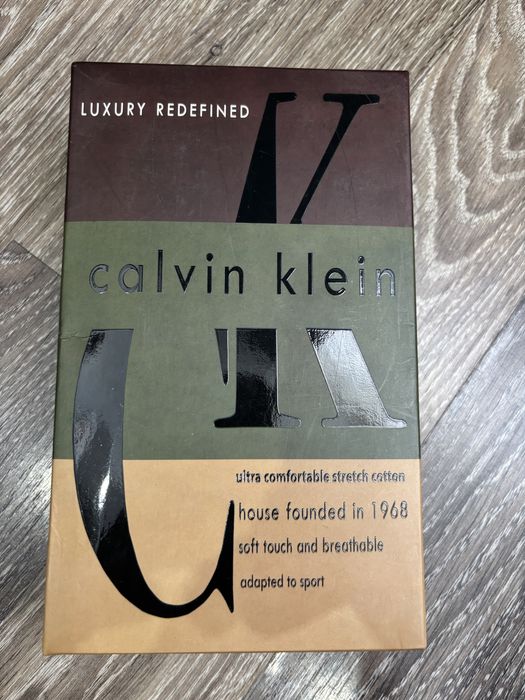 LUXURY REDEFINED
K
calvin klein
C
ultra comfortable stretch cotton
house founded in 1968
soft touch and breathable
adapted to sport